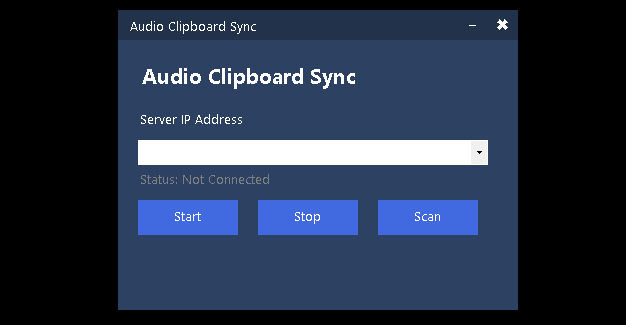 Audio Clipboard Sync
Audio Clipboard Sync
Server IP Address
Status: Not Connected
Start Stop Scan